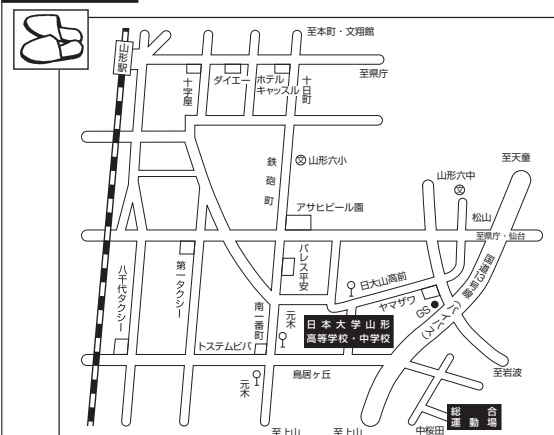 至本町・文翔館
山形駅
至県庁
十字屋
ダイエー
ホテル
キャッスル
十日町
鉄砲町
山形六小
至天童
山形六中
アサヒビール園
松山
至県庁・仙台
国道13号線
(バイパス)
八千代タクシー
第一タクシー
パレス平安
日大山高前
ヤマザワ
GS
南一番町
元木
日本大学山形
高等学校・中学校
トステムビバ
鳥居ヶ丘
元木
至岩波
総合
運動場
至上山
至上山
中桜田